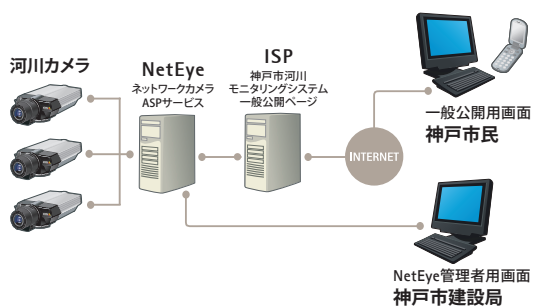 河川カメラ
NetEye
ネットワークカメラ
ASPサービス
ISP
神戸市河川
モニタリングシステム
一般公開ページ
INTERNET
一般公開用画面
神戸市民
NetEye管理者用画面
神戸市建設局